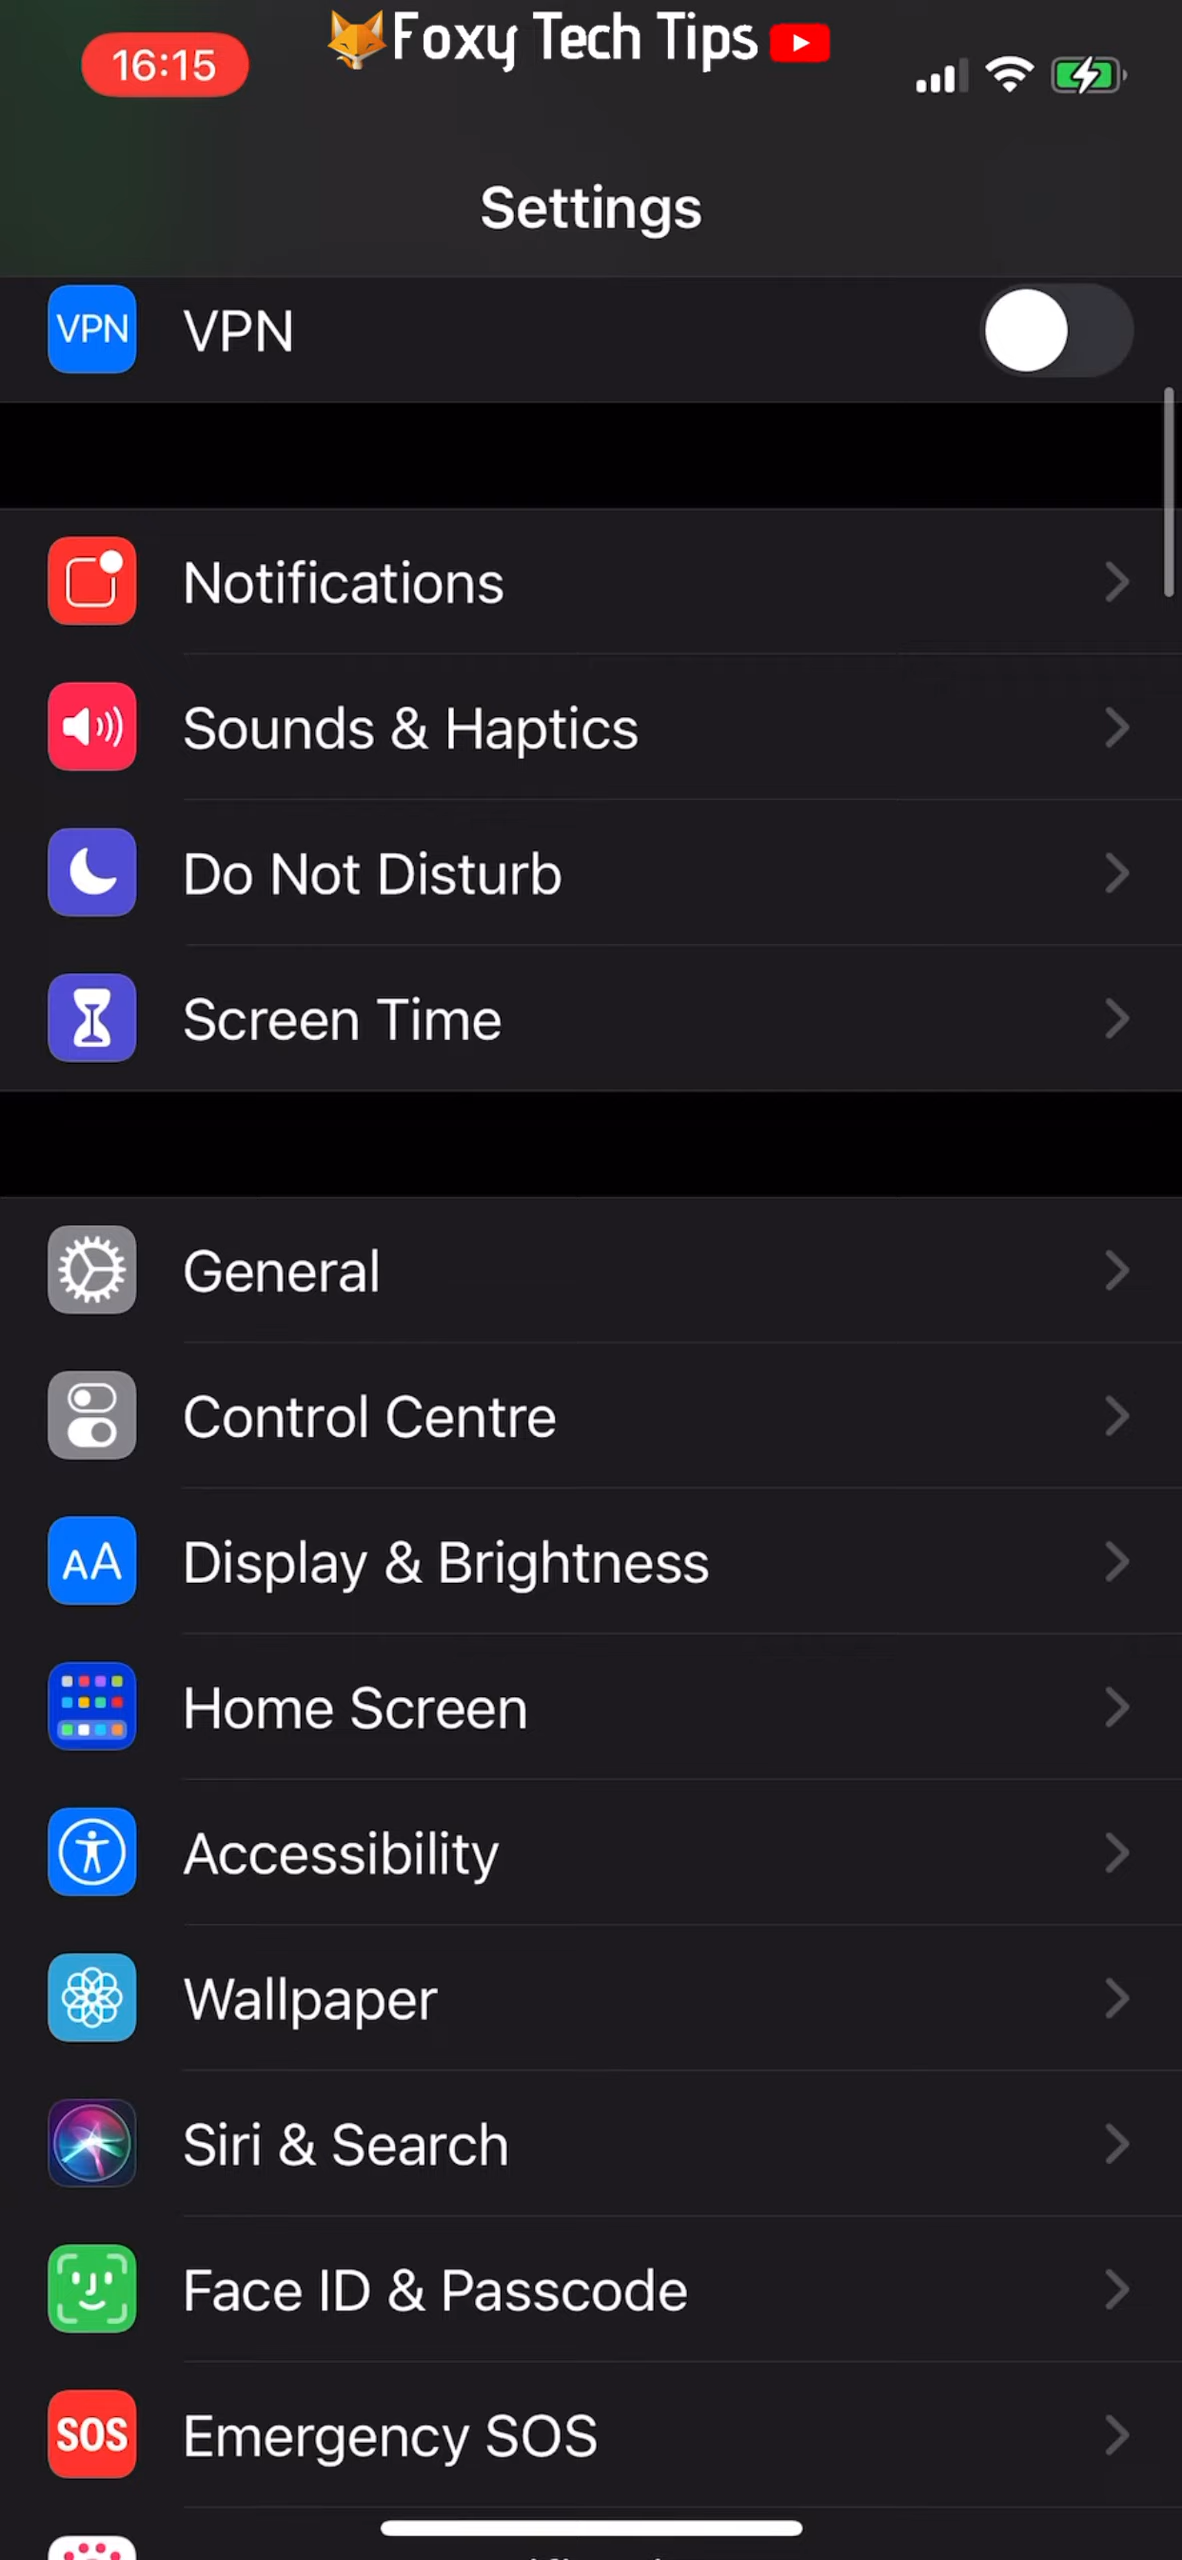 Foxy Tech Tips
16:15
Settings
VPN VPN
Notifications
Sounds & Haptics
Do Not Disturb
Screen Time
General
Control Centre
AA Display & Brightness
Home Screen
Accessibility
Wallpaper
Siri & Search
Face ID & Passcode
SOS Emergency SOS